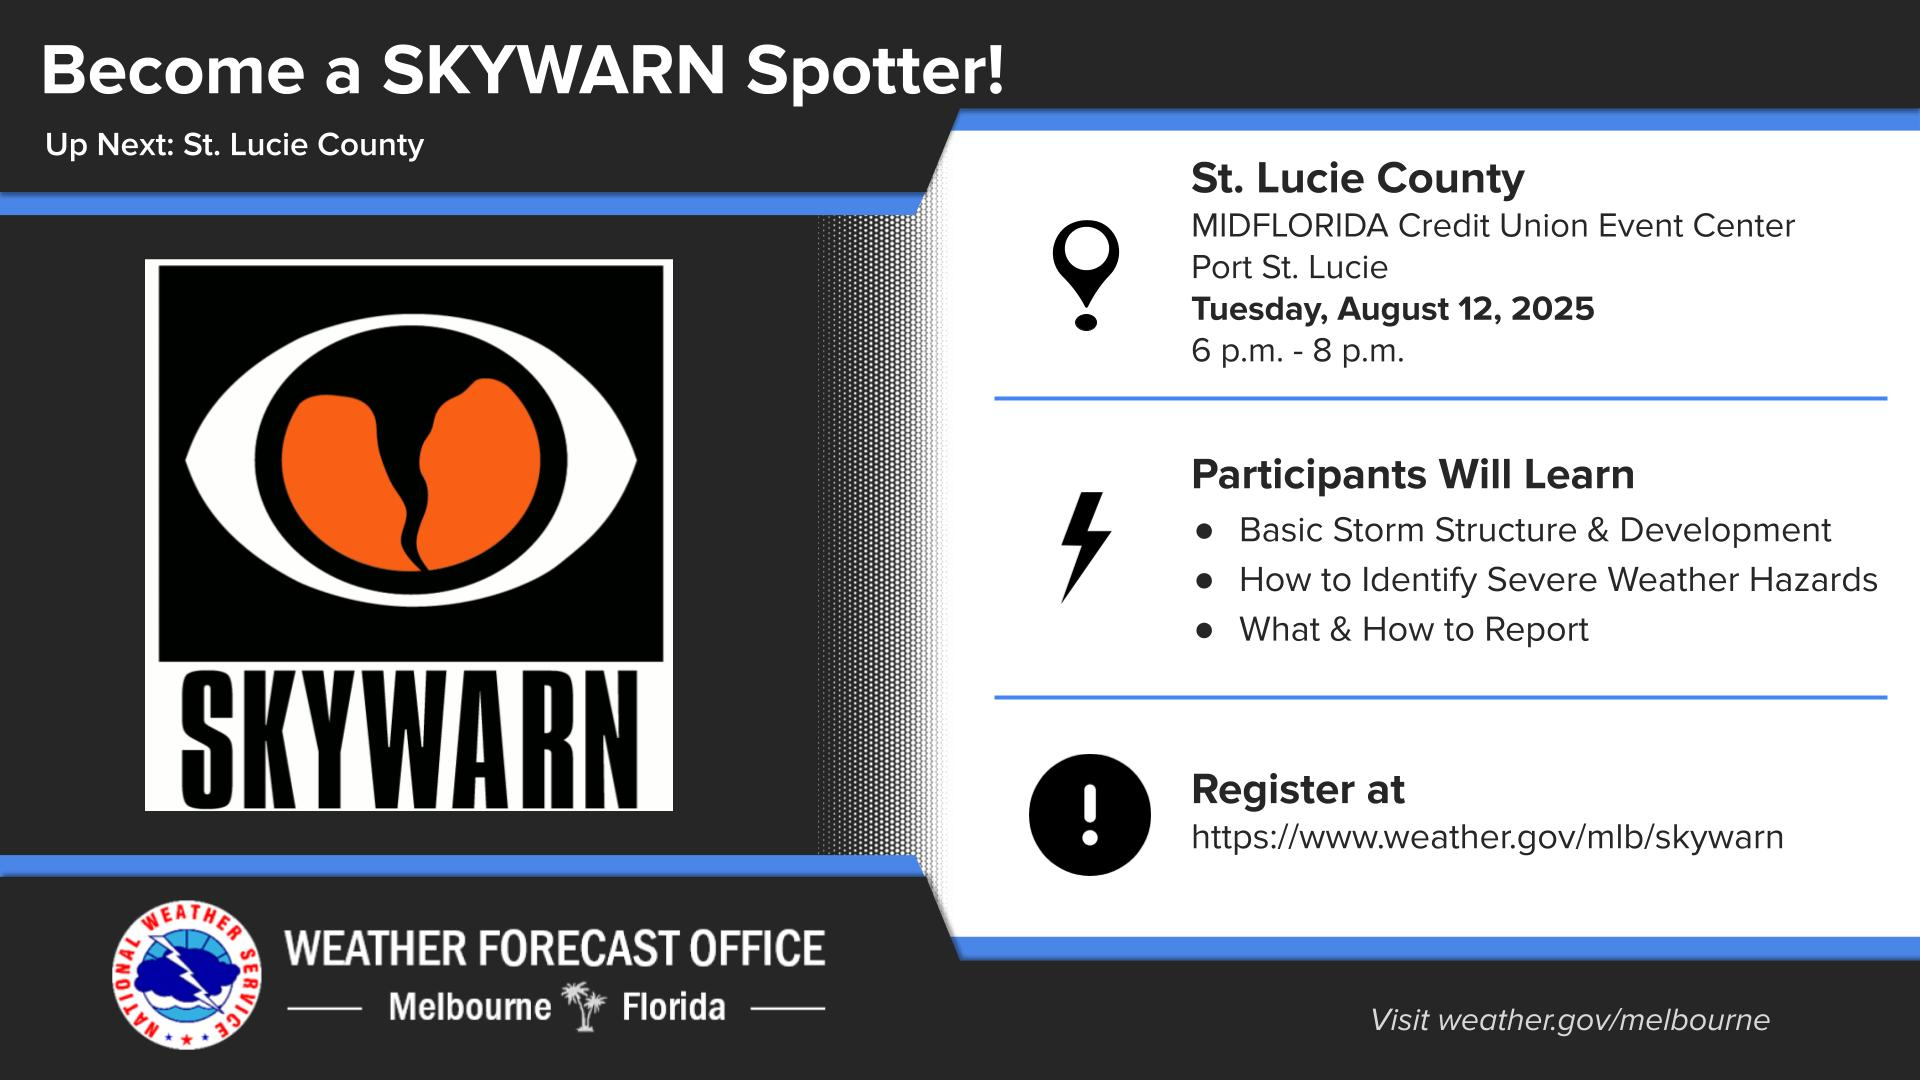 Become a SKYWARN Spotter!
Up Next: St. Lucie County
SKYWARN
St. Lucie County
MIDFLORIDA Credit Union Event Center
Port St. Lucie
Tuesday, August 12, 2025
6 p.m. - 8 p.m.
Participants Will Learn
● Basic Storm Structure & Development
● How to Identify Severe Weather Hazards
● What & How to Report
Register at
https://www.weather.gov/mlb/skywarn
NATIONAL WEATHER SERVICE
WEATHER FORECAST OFFICE
Melbourne Florida
Visit weather.gov/melbourne